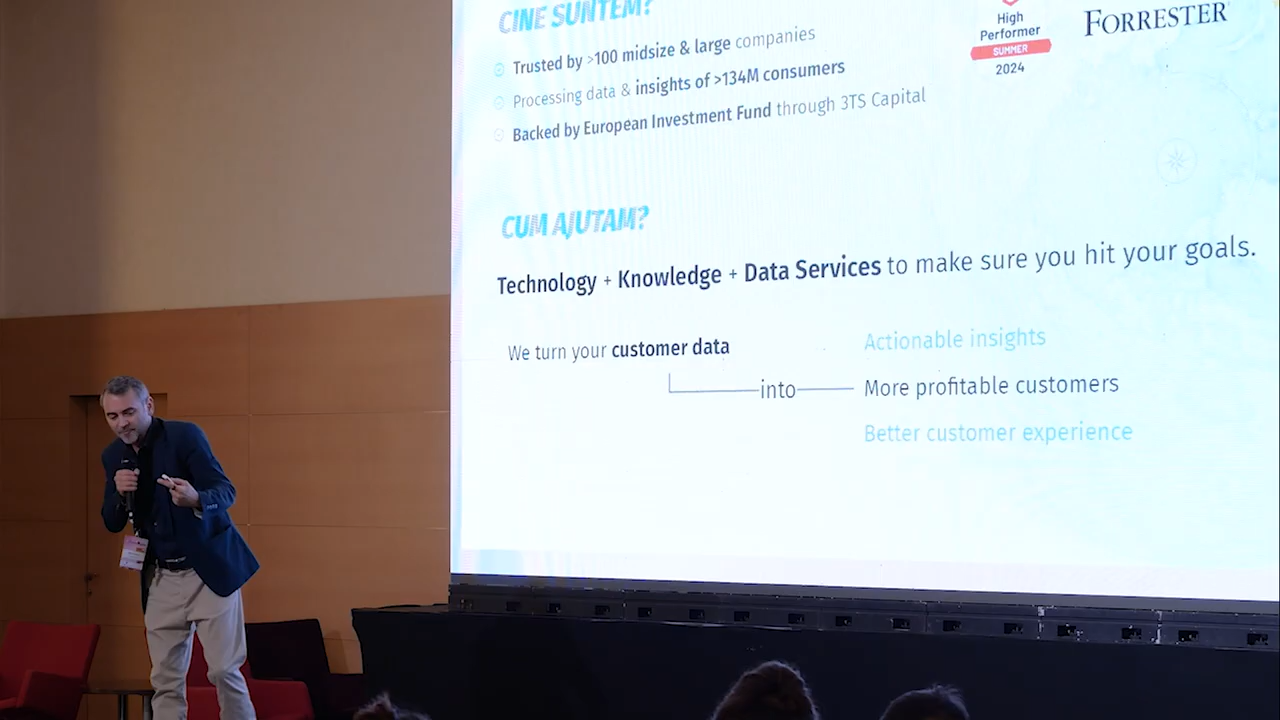 CINE SUNTEM?
Trusted by >100 midsize & large companies
Processing data & insights of >134M consumers
Backed by European Investment Fund through 3TS Capital
High
Performer
SUMMER
2024
FORRESTER
CUM AJUTAM?
Technology + Knowledge + Data Services to make sure you hit your goals.
We turn your customer data
into
Actionable insights
More profitable customers
Better customer experience